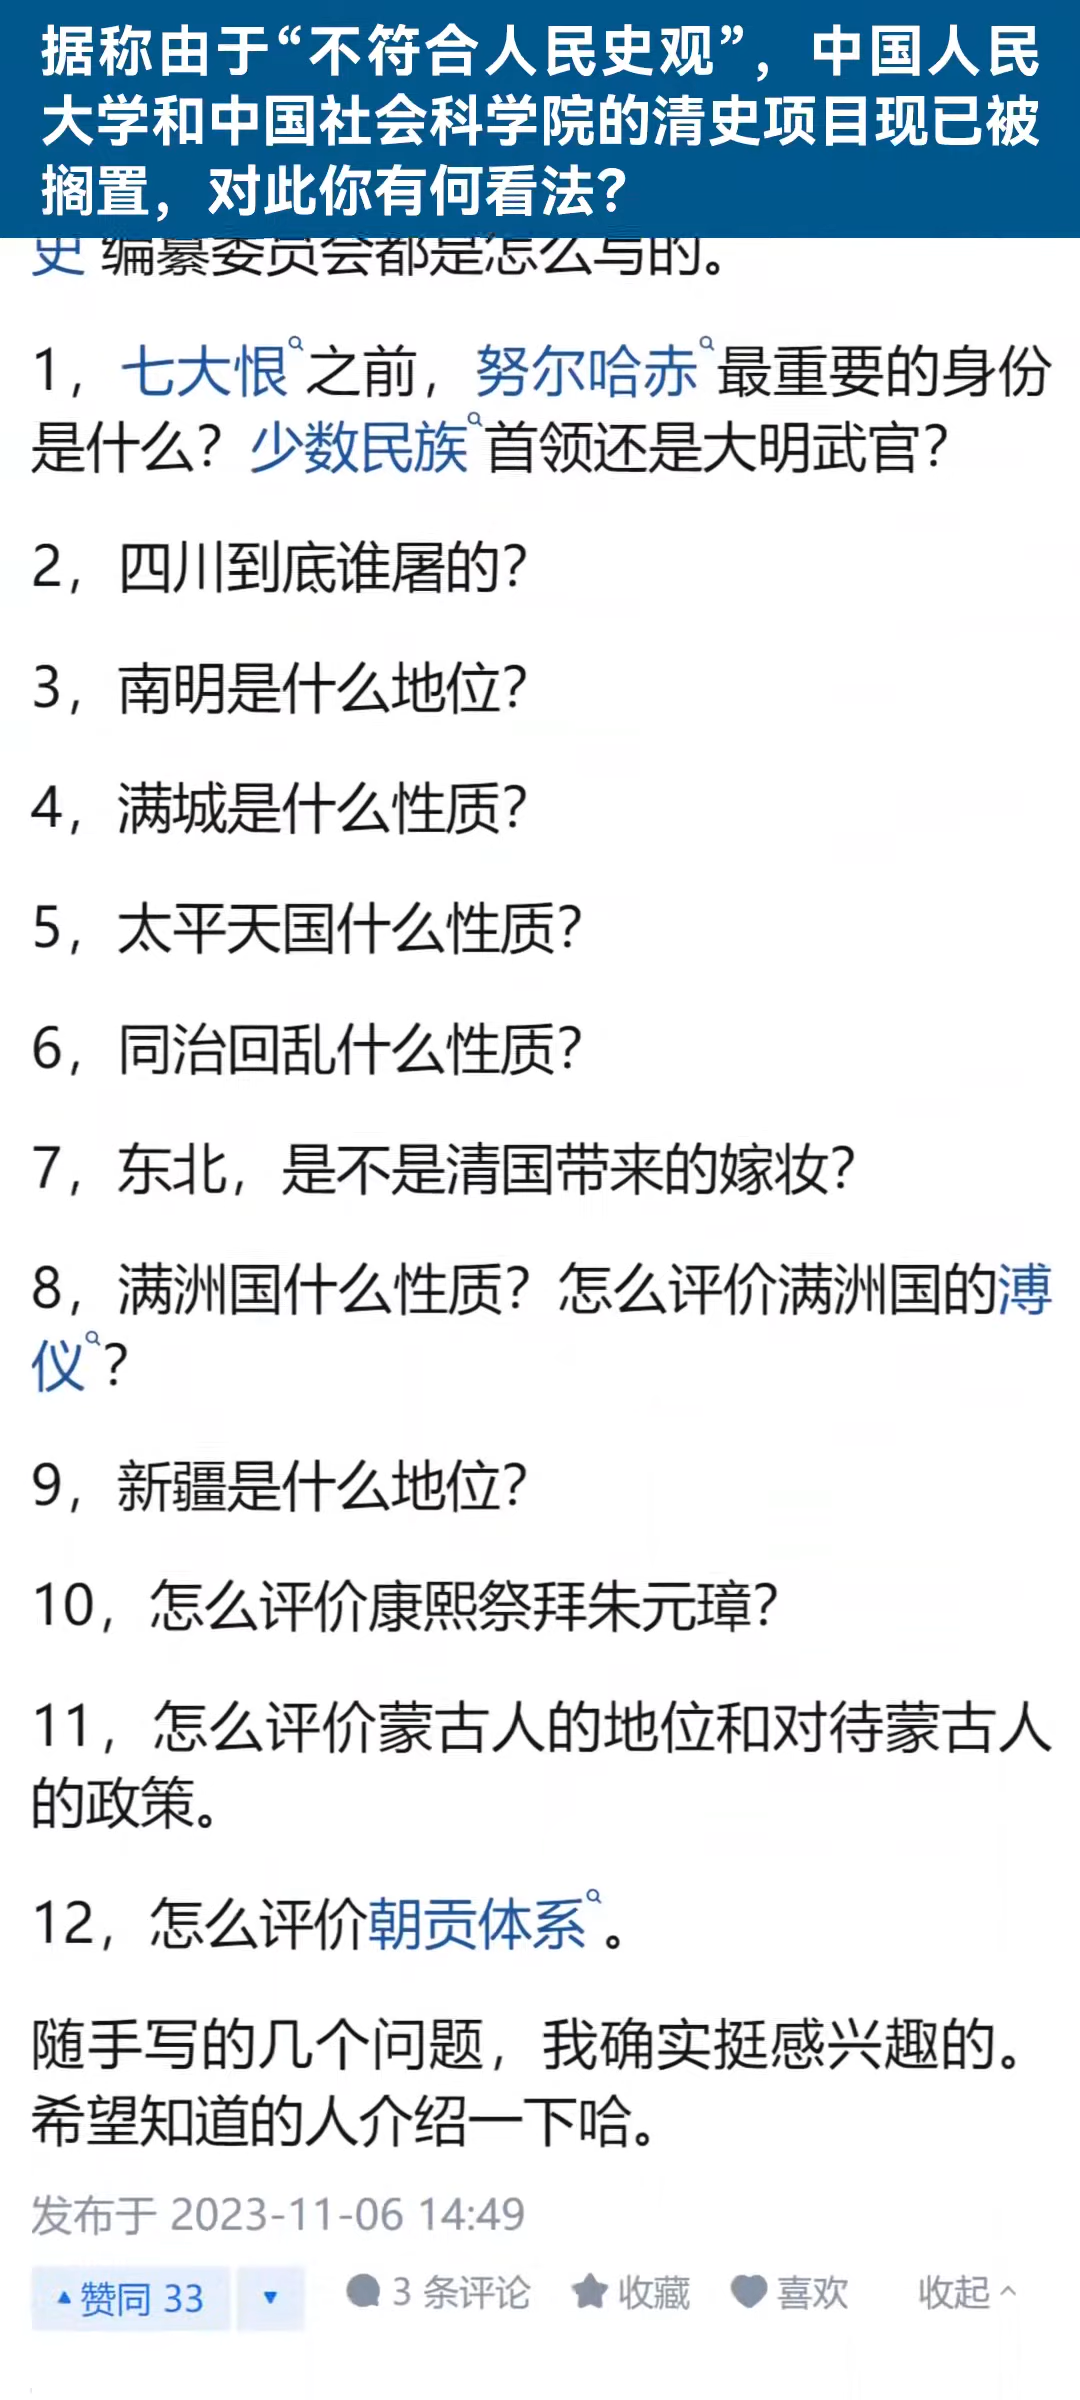 据称由于“不符合人民史观”，中国人民
大学和中国社会科学院的清史项目现已被
搁置，对此你有何看法？
史 编纂委员会都是怎么写的。
1，七大恨之前，努尔哈赤最重要的身份
是什么？少数民族首领还是大明武官？
2，四川到底谁屠的？
3，南明是什么地位？
4，满城是什么性质？
5，太平天国什么性质？
6，同治回乱什么性质？
7，东北，是不是清国带来的嫁妆？
8，满洲国什么性质？怎么评价满洲国的溥
仪？
9，新疆是什么地位？
10，怎么评价康熙祭拜朱元璋？
11，怎么评价蒙古人的地位和对待蒙古人
的政策。
12，怎么评价朝贡体系。
随手写的几个问题，我确实挺感兴趣的。
希望知道的人介绍一下哈。
发布于 2023-11-06 14:49
赞同 33 3 条评论 收藏 喜欢 收起